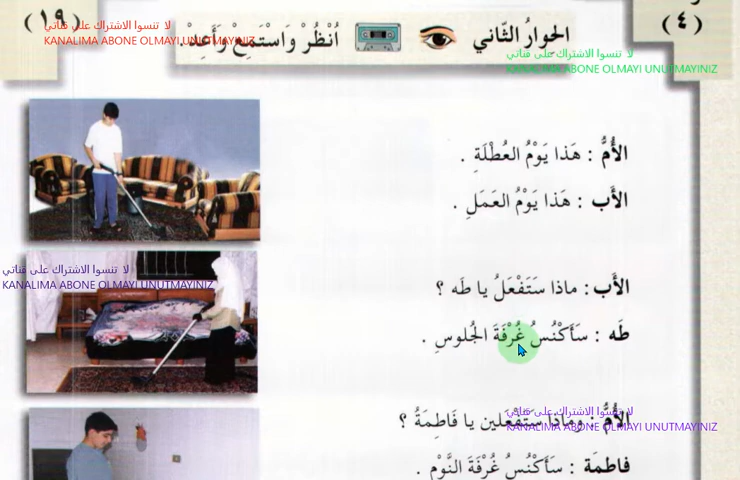 (٤)
(١٩)
الحوارُ الثّاني
اُنْظُرْ وَاسْتَمِعْ وَأَعِدْ
لا تنسوا الاشتراك على قناتي
KANALIMA ABONE OLMAYI UNUTMAYINIZ
لا تنسوا الاشتراك على قناتي
KANALIMA ABONE OLMAYI UNUTMAYINIZ
الأُمُّ : هَذا يَوْمُ العُطْلَةِ .
الأَب : هَذا يَوْمُ العَمَلِ .
لا تنسوا الاشتراك على قناتي
KANALIMA ABONE OLMAYI UNUTMAYINIZ
الأَب : ماذا سَتَفْعَلُ يا طَه ؟
طَه : سَأَكْنُسُ غُرْفَةَ الجُلوسِ .
لا تنسوا الاشتراك على قناتي
KANALIMA ABONE OLMAYI UNUTMAYINIZ
الأُمُّ : وماذا سَتَفْعَلين يا فَاطِمَةُ ؟
فاطمَة : سَأَكْنُسُ غُرْفَةَ النَّوْمِ .